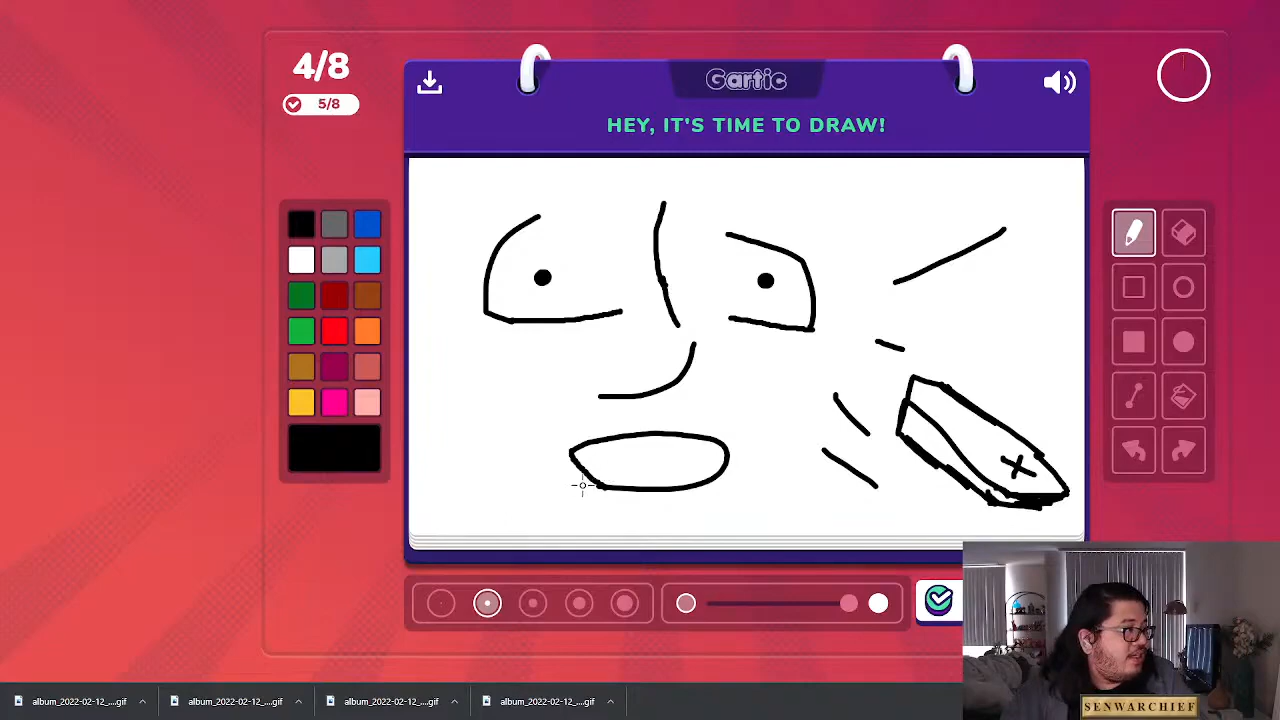 4/8
5/8
Gartic
HEY, IT'S TIME TO DRAW!
SENWARCHIEF
album_2022-02-12_....gif
album_2022-02-12_....gif
album_2022-02-12_....gif
album_2022-02-12_....gif